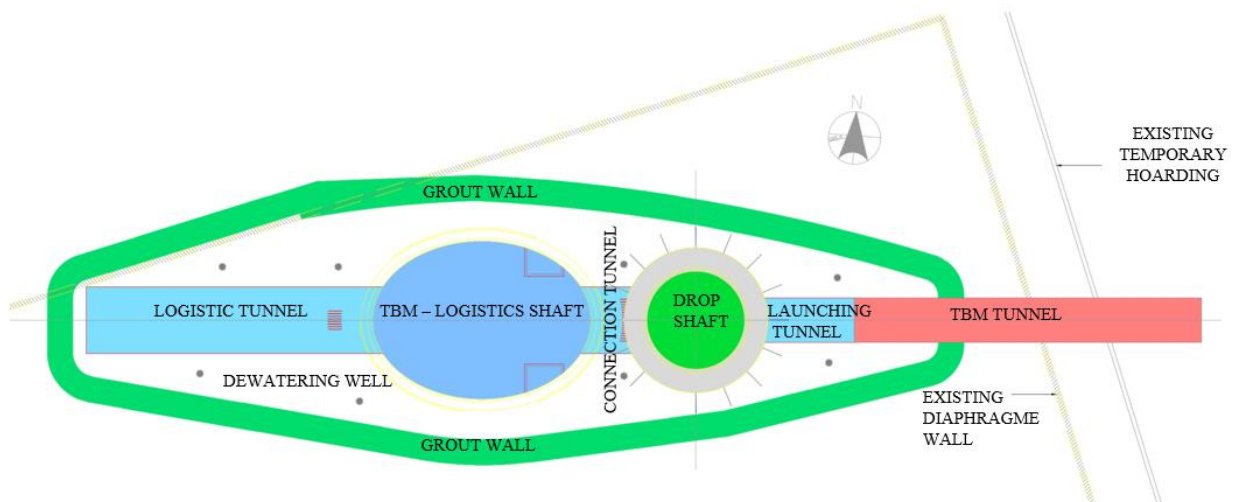 N
EXISTING
TEMPORARY
HOARDING
GROUT WALL
CONNECTION TUNNEL
LOGISTIC TUNNEL
TBM – LOGISTICS SHAFT
DROP
SHAFT
LAUNCHING
TUNNEL
TBM TUNNEL
DEWATERING WELL
EXISTING
DIAPHRAGME
WALL
GROUT WALL